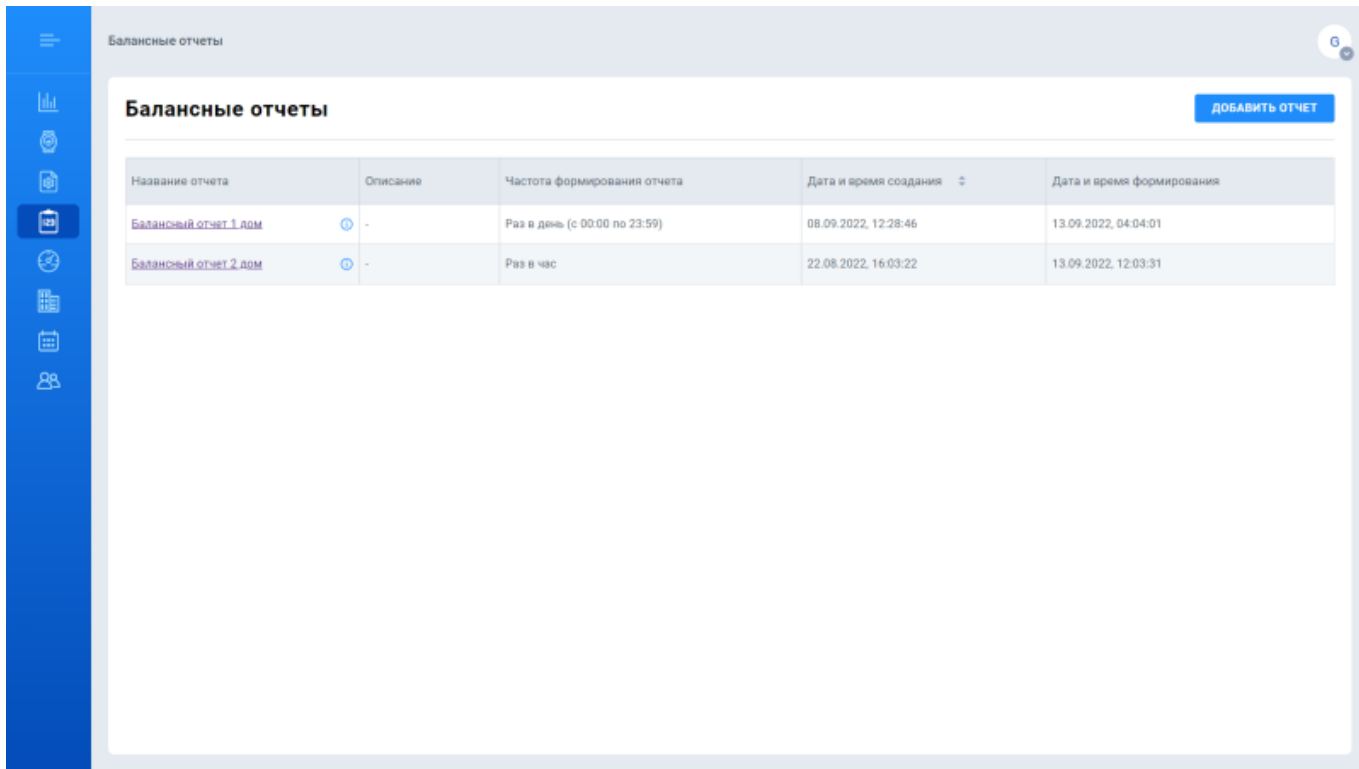 Балансные отчеты
G
Балансные отчеты
ДОБАВИТЬ ОТЧЕТ
Название отчета Описание Частота формирования отчета Дата и время создания Дата и время формирования
Балансный отчет 1 дом - Раз в день (с 00:00 по 23:59) 08.09.2022, 12:28:46 13.09.2022, 04:04:01
Балансный отчет 2 дом - Раз в час 22.08.2022, 16:03:22 13.09.2022, 12:03:31